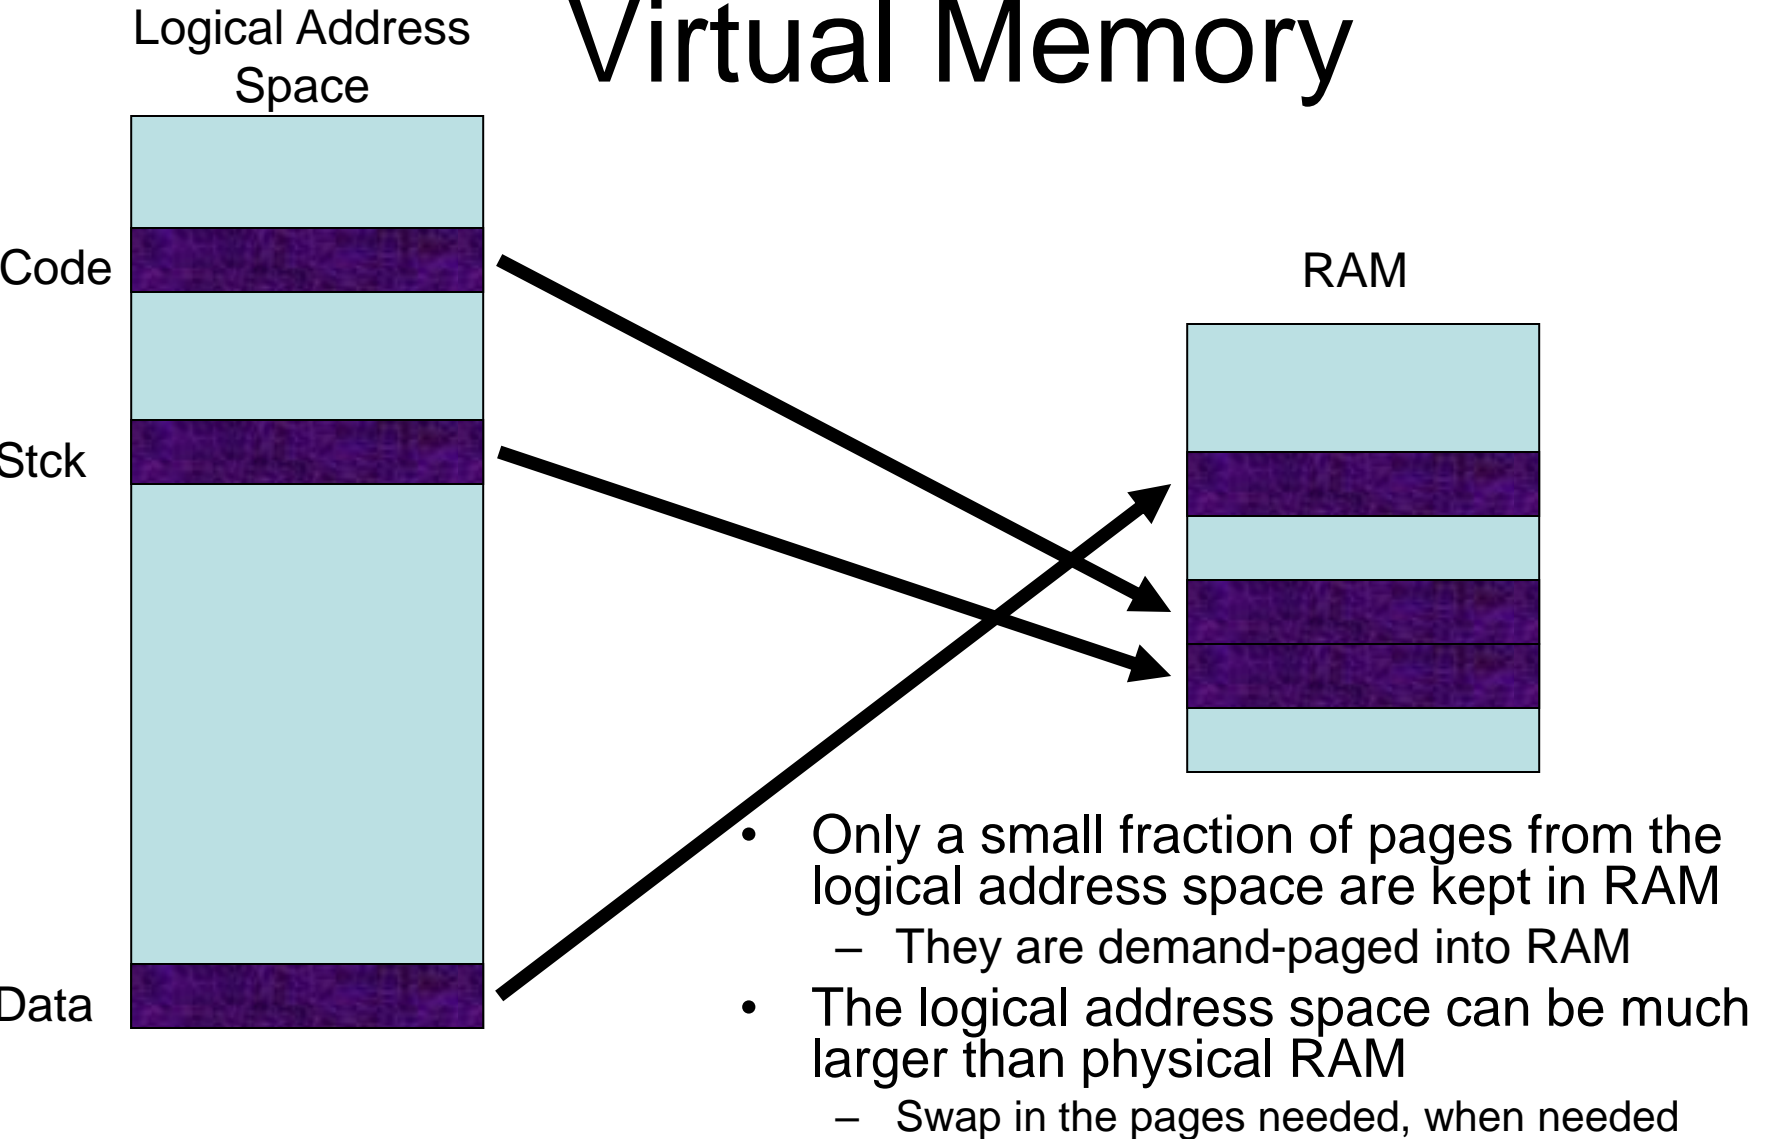 Logical Address
Space
Virtual Memory
Code
RAM
Stck
Data
• Only a small fraction of pages from the
logical address space are kept in RAM
– They are demand-paged into RAM
• The logical address space can be much
larger than physical RAM
– Swap in the pages needed, when needed